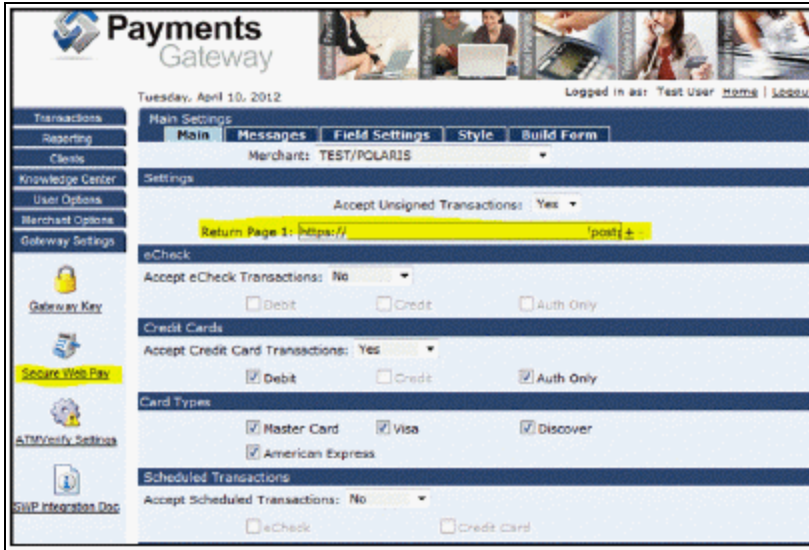 Payments
Gateway
Tuesday, April 10, 2012
Logged in as: Test User Home | Logou
Transactions
Reporting
Clients
Knowledge Center
User Options
Merchant Options
Gateway Settings
Gateway Key
Secure Web Pay
ATMVerify Settings
SWP Integration Doc
Main Settings
Main Messages Field Settings Style Build Form
Merchant: TEST/POLARIS
Settings
Accept Unsigned Transactions: Yes
Return Page 1: https:// /post + -
eCheck
Accept eCheck Transactions: No
Debit Credit Auth Only
Credit Cards
Accept Credit Card Transactions: Yes
Debit Credit Auth Only
Card Types
Master Card Visa Discover
American Express
Scheduled Transactions
Accept Scheduled Transactions: No
eCheck Credit Card